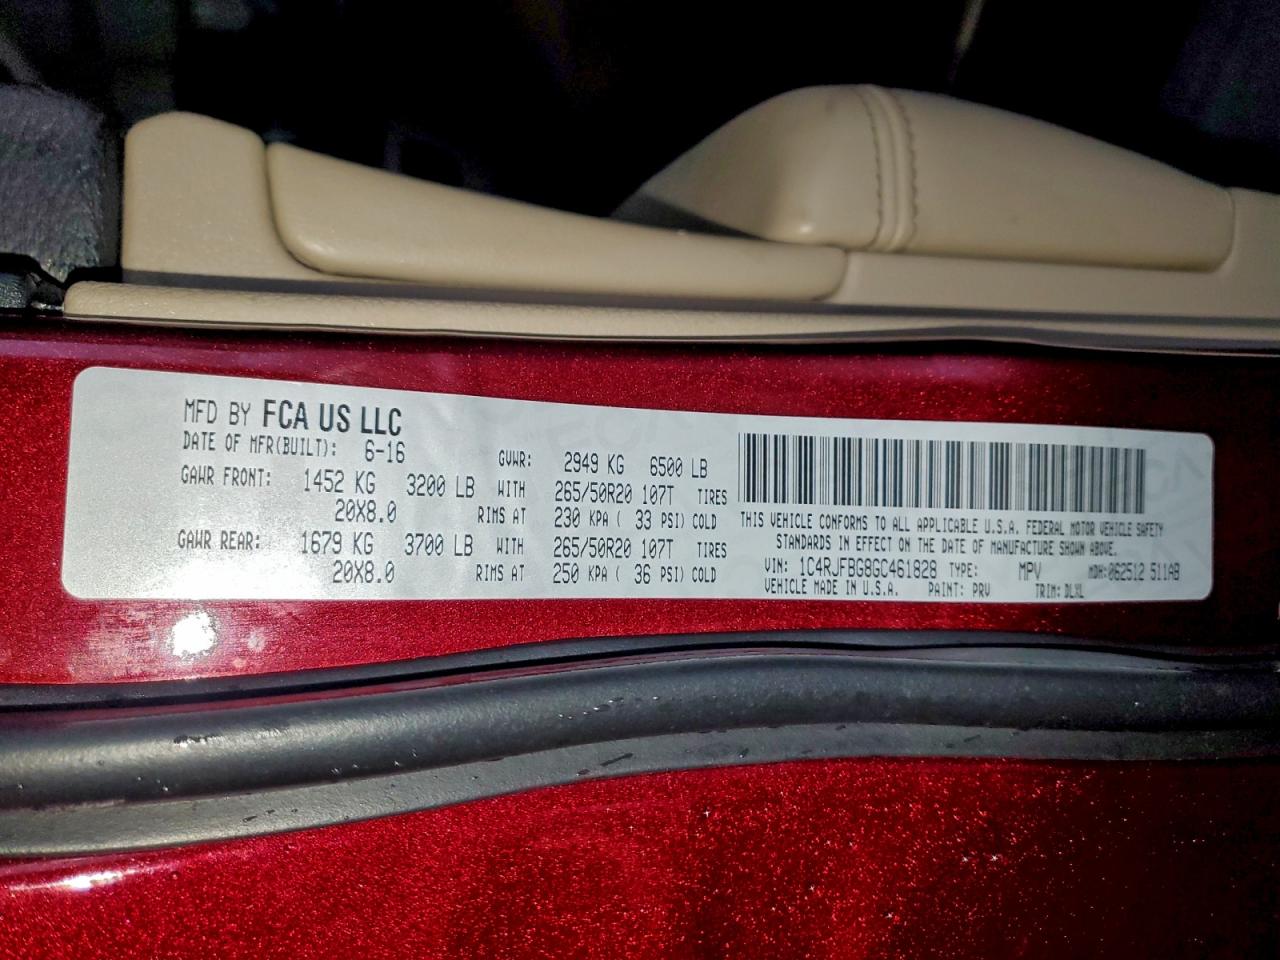 MFD BY FCA US LLC
DATE OF MFR(BUILT): 6-16 GVWR: 2949 KG 6500 LB
GAWR FRONT: 1452 KG 3200 LB WITH 265/50R20 107T TIRES
20X8.0 RIMS AT 230 KPA ( 33 PSI) COLD
GAWR REAR: 1679 KG 3700 LB WITH 265/50R20 107T TIRES
20X8.0 RIMS AT 250 KPA ( 36 PSI) COLD
THIS VEHICLE CONFORMS TO ALL APPLICABLE U.S.A. FEDERAL MOTOR VEHICLE SAFETY
STANDARDS IN EFFECT ON THE DATE OF MANUFACTURE SHOWN ABOVE.
VIN: 1C4RJFBG8GC461828 TYPE: MPV MDH: 062512 511AB
VEHICLE MADE IN U.S.A. PAINT: PRV TRIM: DLXL